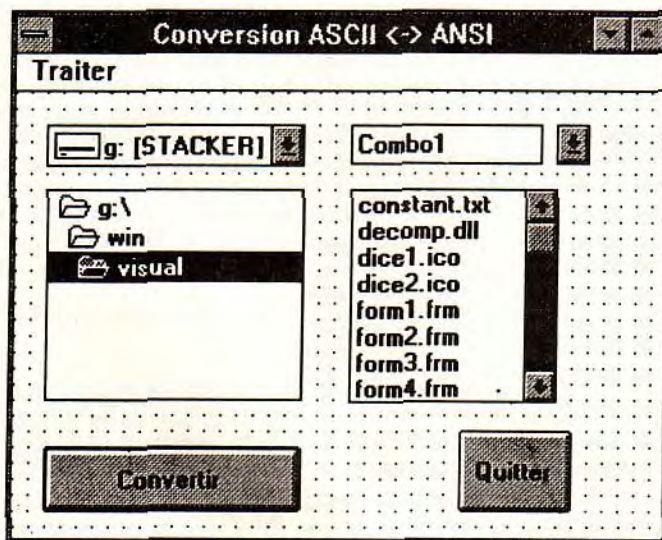 Conversion ASCII <-> ANSI
Traiter
g: [STACKER]
Combo1
g:\
win
visual
constant.txt
decomp.dll
dice1.ico
dice2.ico
form1.frm
form2.frm
form3.frm
form4.frm
Convertir
Quitter